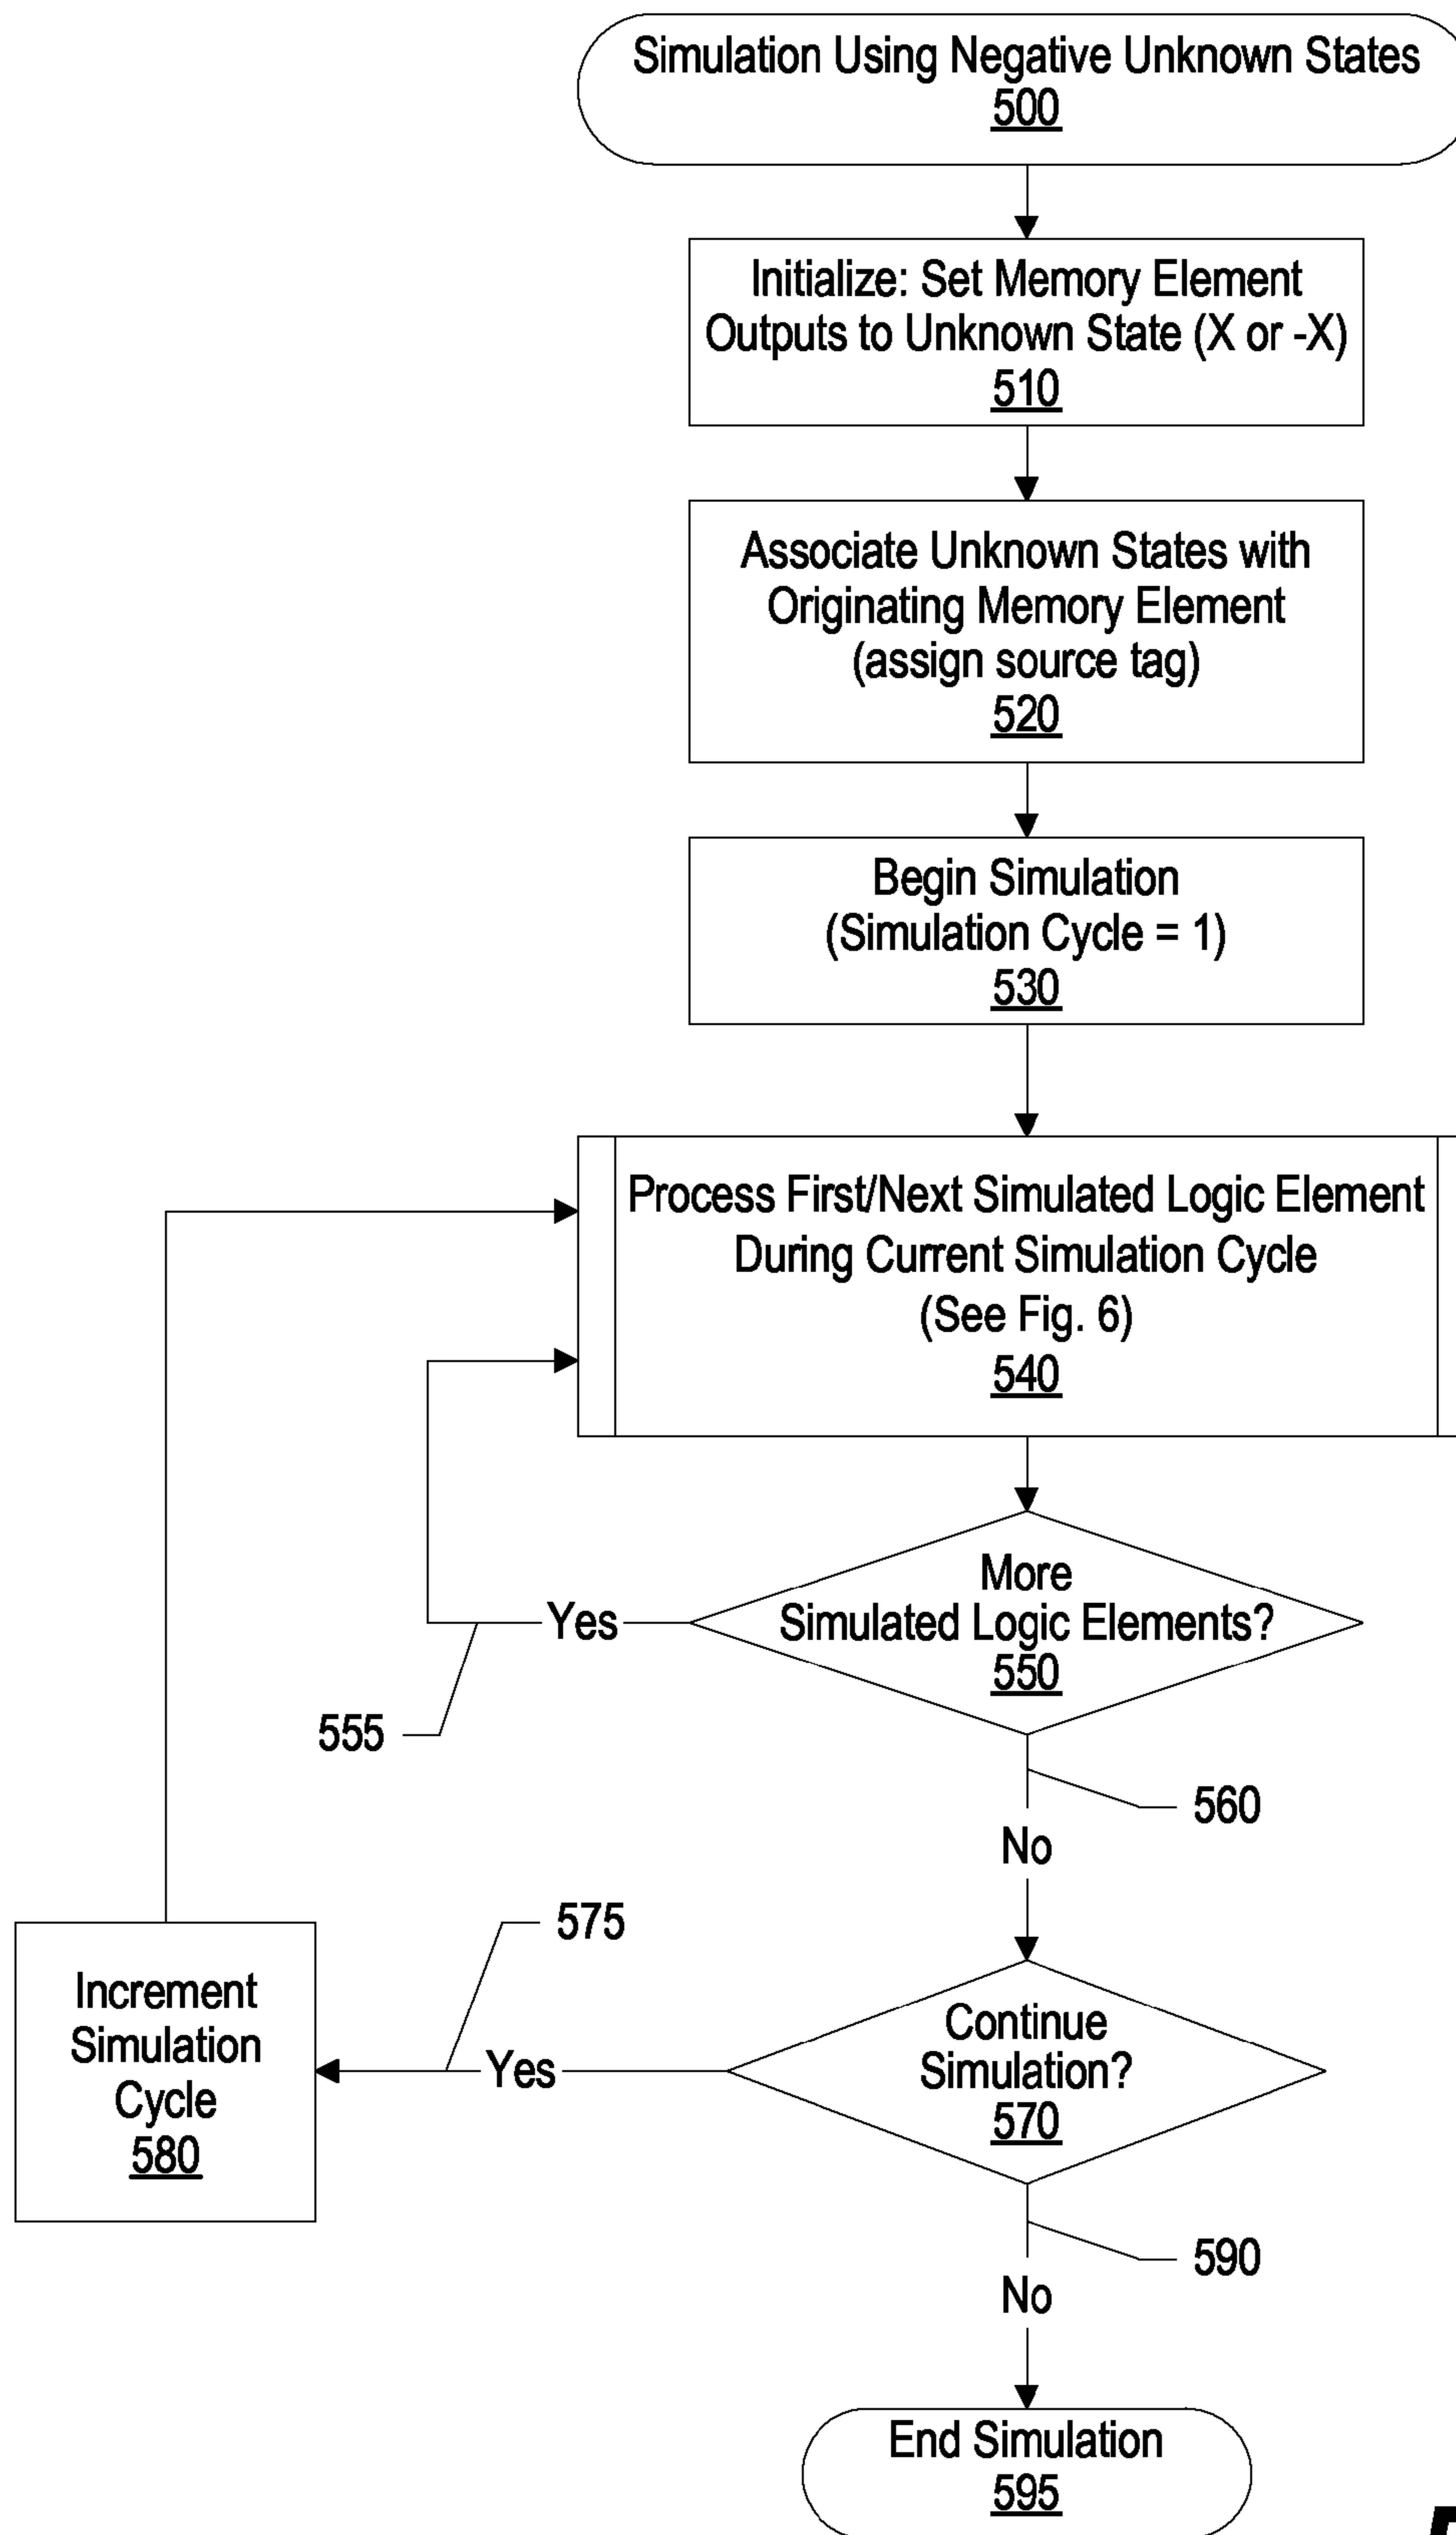 Simulation Using Negative Unknown States
500
Initialize: Set Memory Element
Outputs to Unknown State (X or -X)
510
Associate Unknown States with
Originating Memory Element
(assign source tag)
520
Begin Simulation
(Simulation Cycle = 1)
530
Process First/Next Simulated Logic Element
During Current Simulation Cycle
(See Fig. 6)
540
More
Simulated Logic Elements?
550
Yes
555
560
No
575
Increment
Simulation
Cycle
580
Yes
Continue
Simulation?
570
590
No
End Simulation
595